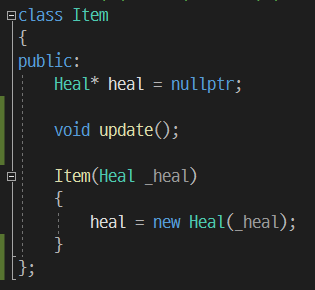 class Item
{
public:
    Heal* heal = nullptr;

    void update();

    Item(Heal _heal)
    {
        heal = new Heal(_heal);
    }
};